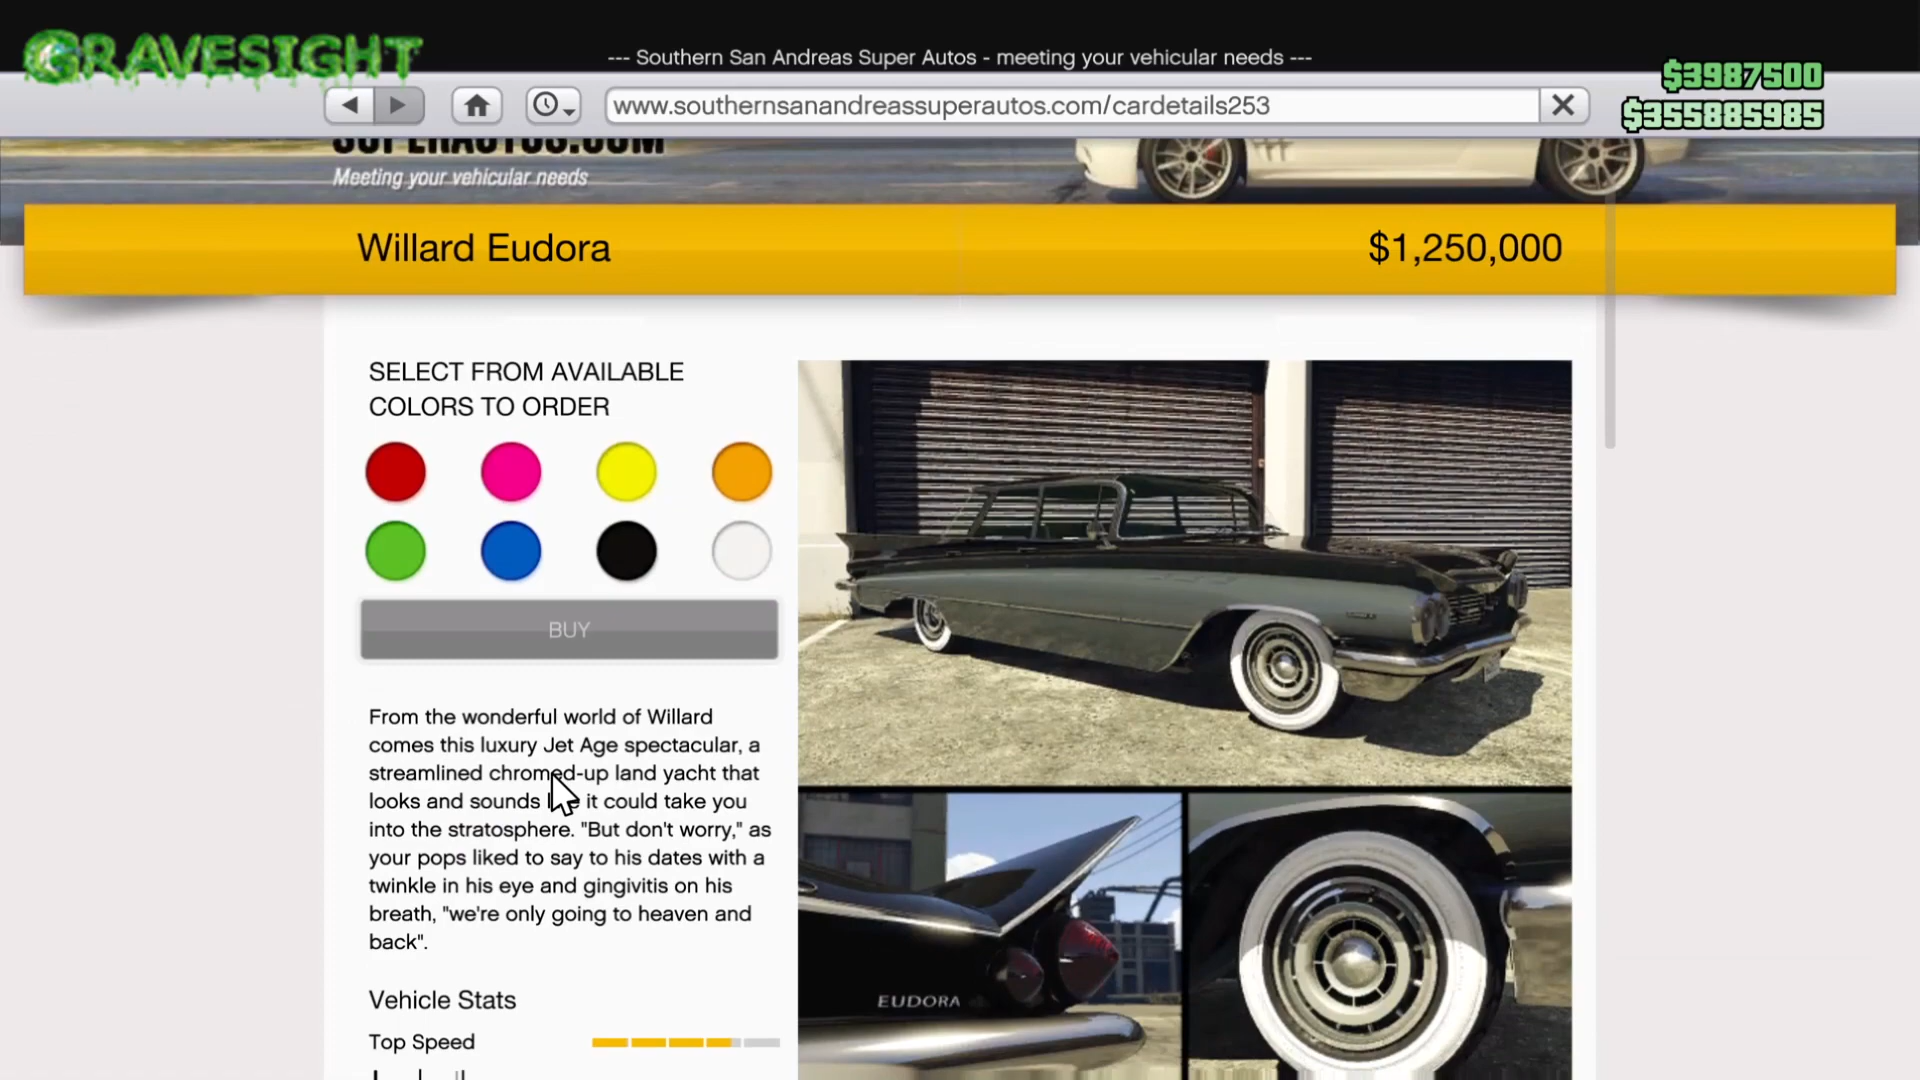 GRAVESIGHT
--- Southern San Andreas Super Autos - meeting your vehicular needs ---
$3987500
www.southernsanandreassuperautos.com/cardetails253
$355885985
SUPERAUTOS.COM
Meeting your vehicular needs
Willard Eudora
$1,250,000
SELECT FROM AVAILABLE
COLORS TO ORDER
BUY
From the wonderful world of Willard
comes this luxury Jet Age spectacular, a
streamlined chromed-up land yacht that
looks and sounds it could take you
into the stratosphere. "But don't worry," as
your pops liked to say to his dates with a
twinkle in his eye and gingivitis on his
breath, "we're only going to heaven and
back".
EUDORA
Vehicle Stats
Top Speed